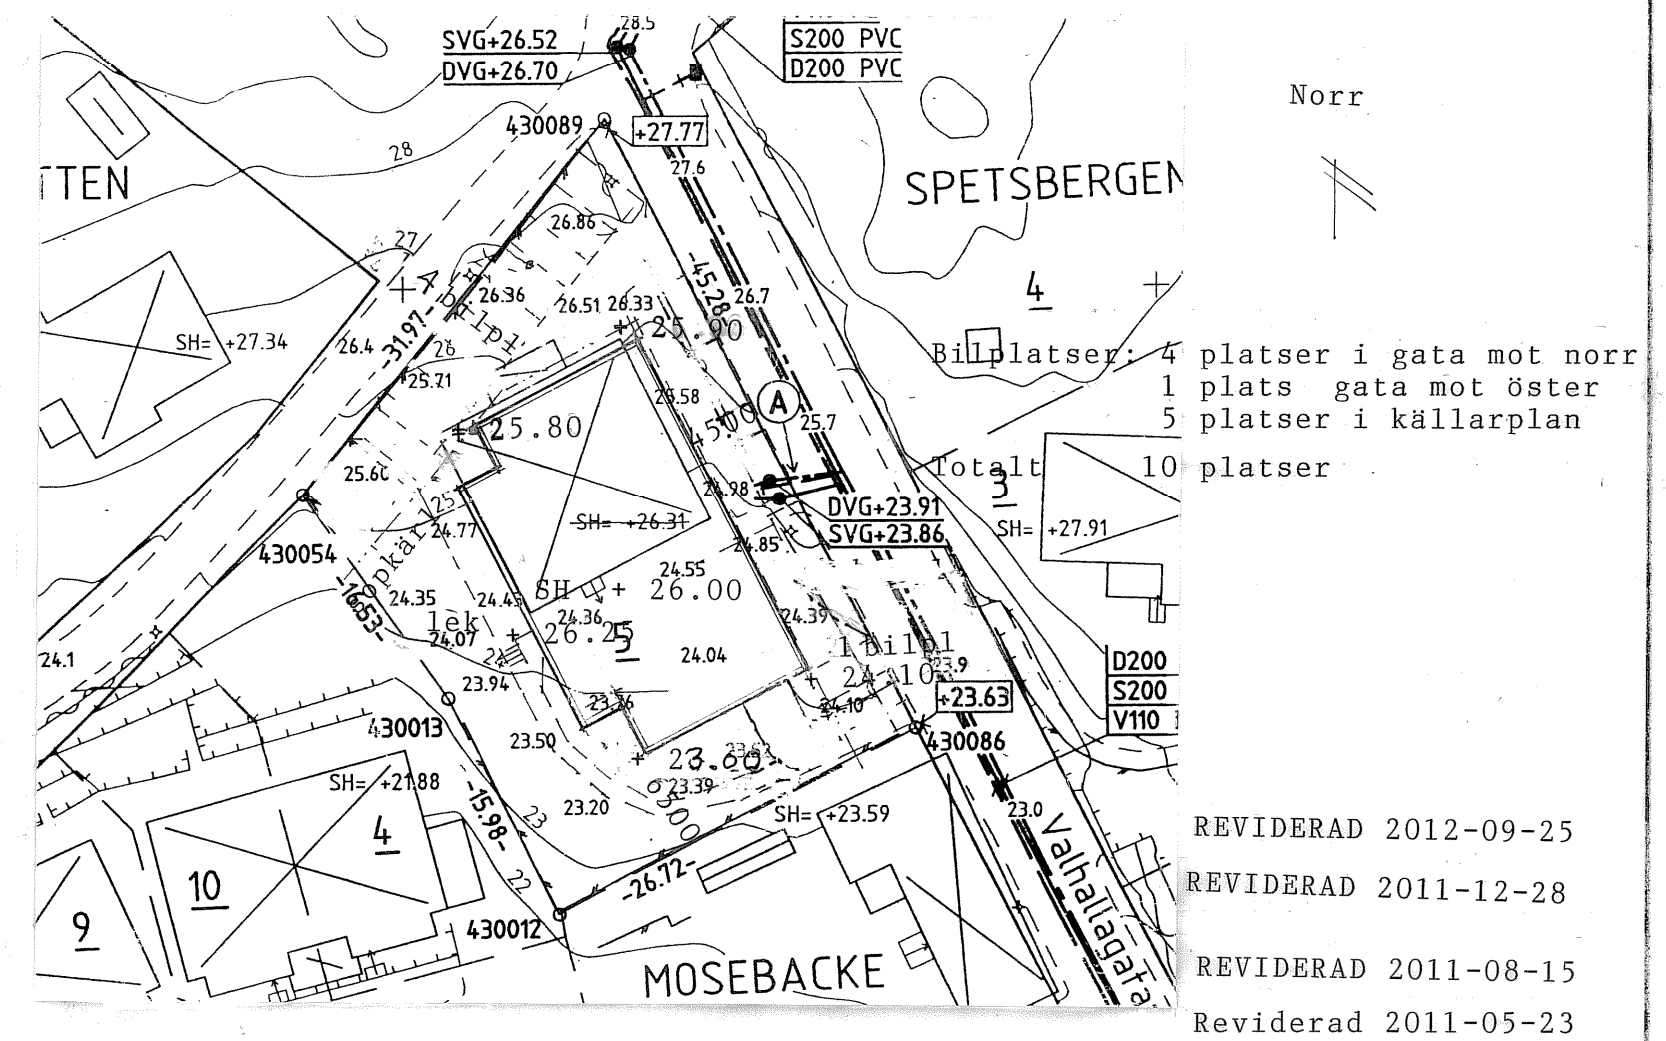 28.5
SVG+26.52
DVG+26.70
S200 PVC
D200 PVC
Norr
430089
+27.77
28
27.6
TTEN
SPETSBERGEN
26.86
27
-45.28-
4
4 bilpl
26.36
26.51
26.33
26.7
SH= +27.34
26.4
-31.97-
26
25.90
Bilplatser: 4 platser i gata mot norr
1 plats gata mot öster
5 platser i källarplan
Totalt 10 platser
25.71
25.58
A
25.7
25.80
25.60
24.98
25
24.77
DVG+23.91
SVG+23.86
3
SH= +27.91
SH= +26.31
24.85
430054
24.55
SH + 26.00
-16.53-
24.35
24.45
24.36
24.39
lek
24.07
26.25
5
24.1
24.04
1 bilpl
24.10
23.9
D200
S200
V110
23.94
+23.63
23.76
24.10
430013
23.50
430086
23.60
23.39
SH= +21.88
23.20
SH= +23.59
23.0
-15.98-
23
4
10
22
-26.72-
9
430012
MOSEBACKE
Valhallagata
REVIDERAD 2012-09-25
REVIDERAD 2011-12-28
REVIDERAD 2011-08-15
Reviderad 2011-05-23